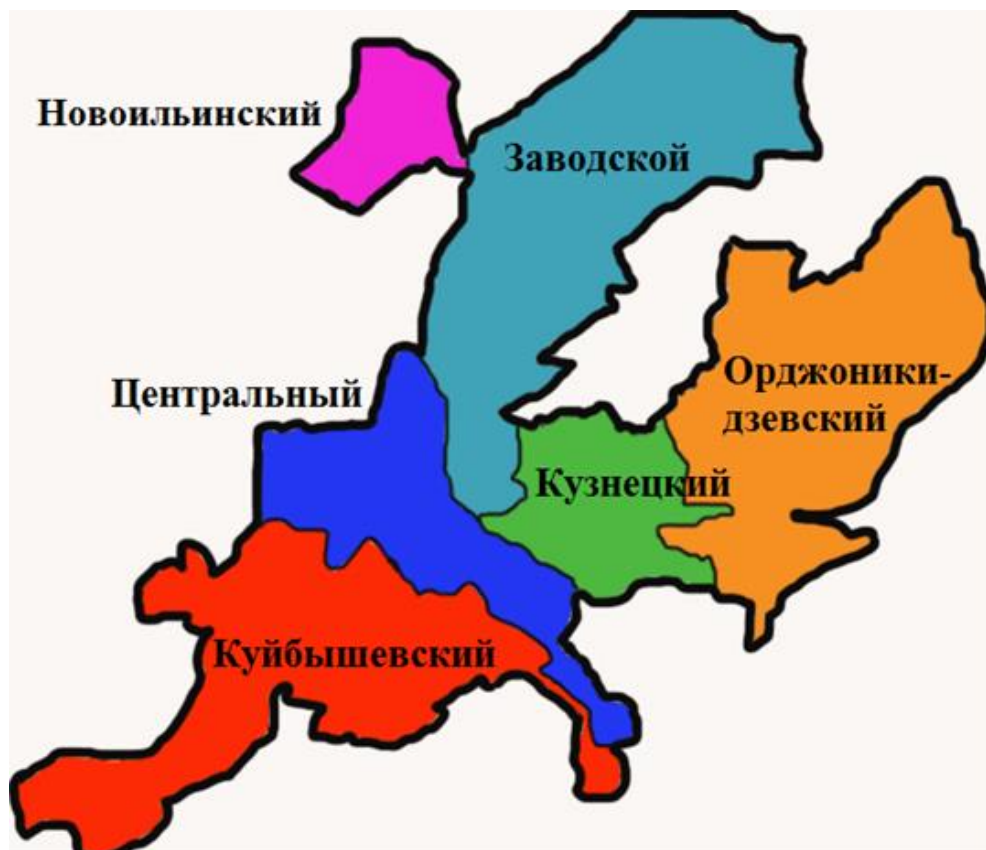 Новоильинский
Заводской
Орджоники-
дзевский
Центральный
Кузнецкий
Куйбышевский